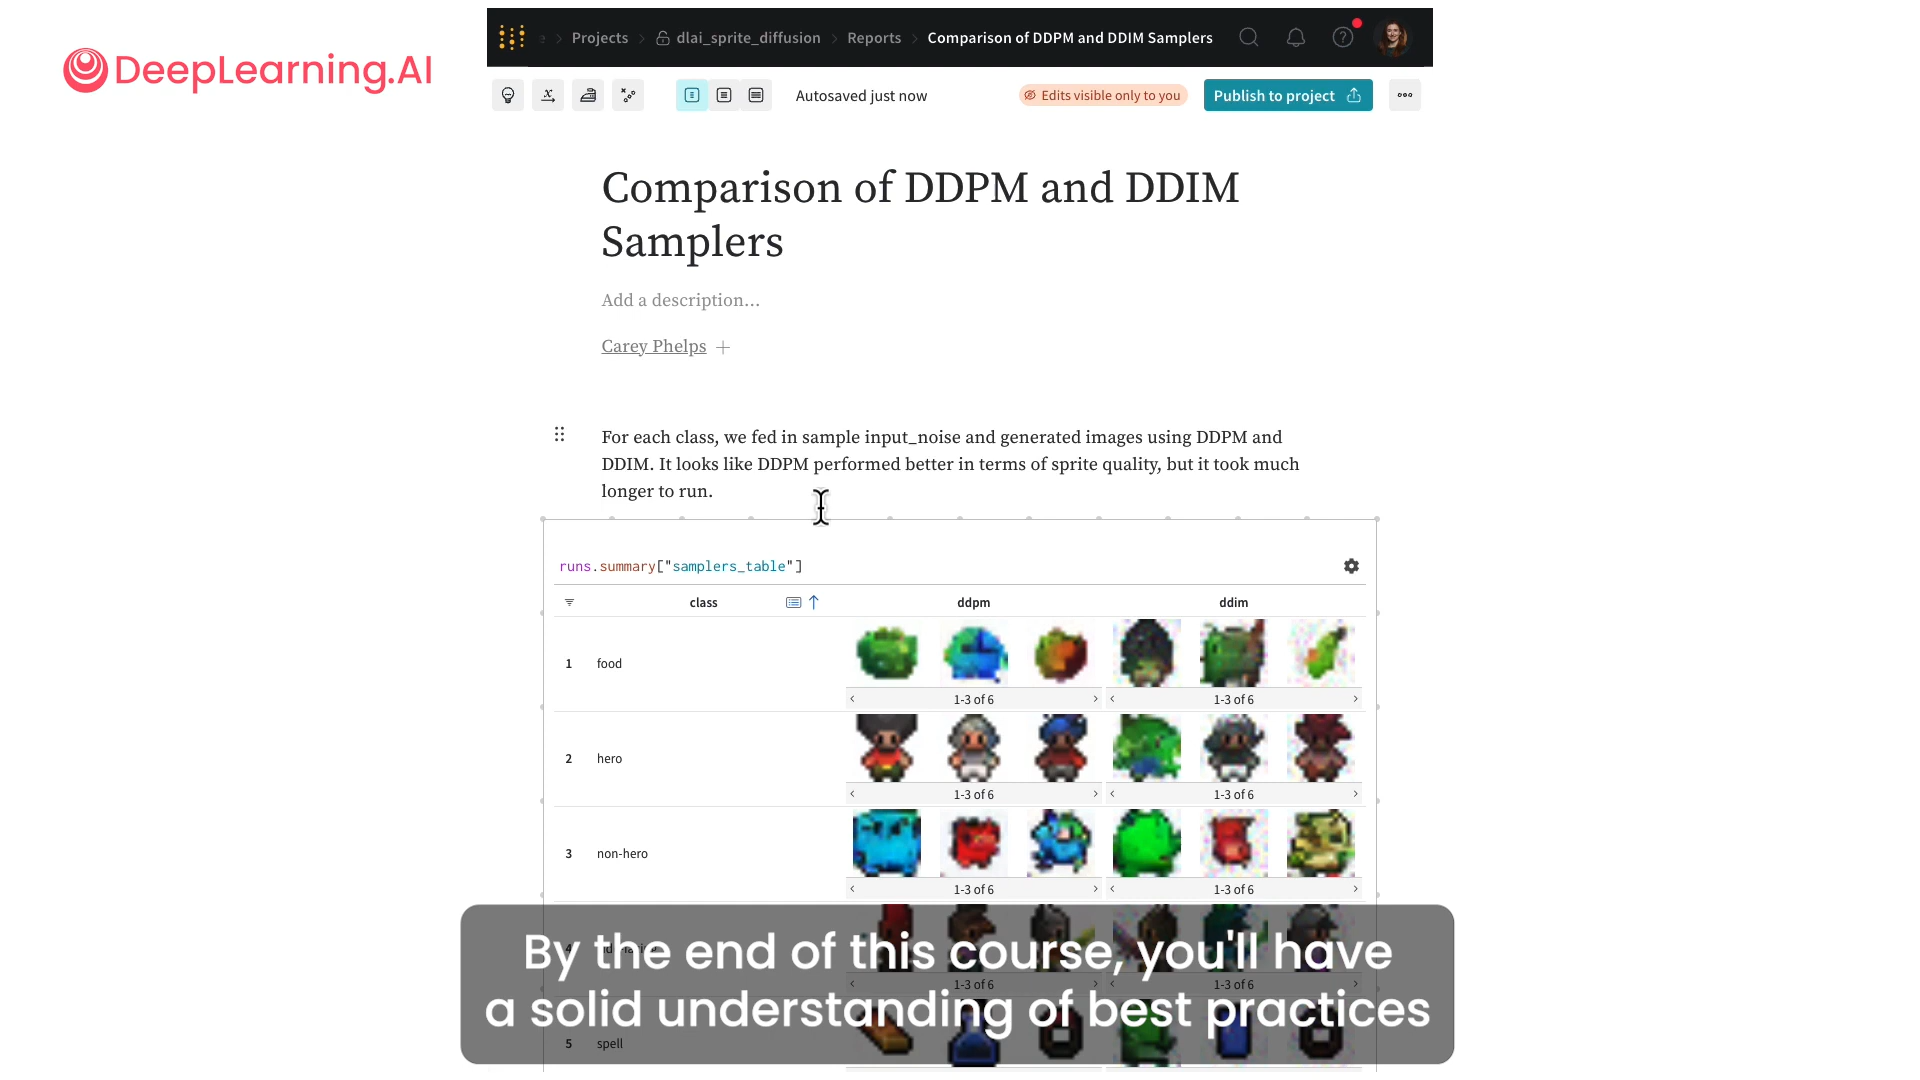 DeepLearning.AI
Projects > dlai_sprite_diffusion > Reports > Comparison of DDPM and DDIM Samplers
Autosaved just now
Edits visible only to you
Publish to project
Comparison of DDPM and DDIM
Samplers
Add a description...
Carey Phelps +
For each class, we fed in sample input_noise and generated images using DDPM and
DDIM. It looks like DDPM performed better in terms of sprite quality, but it took much
longer to run.
runs.summary["samplers_table"]
class ddpm ddim
1 food
1-3 of 6 1-3 of 6
2 hero
1-3 of 6 1-3 of 6
3 non-hero
1-3 of 6 1-3 of 6
By the end of this course, you'll have
4
1-3 of 6 1-3 of 6
a solid understanding of best practices
5 spell